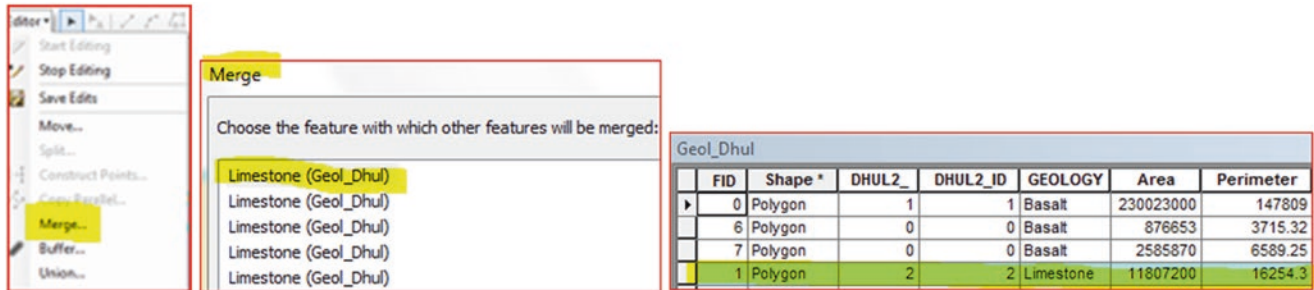 Editor
Start Editing
Stop Editing
Save Edits
Move...
Split...
Construct Points...
Copy Parallel...
Merge...
Buffer...
Union...
Merge
Choose the feature with which other features will be merged:
Limestone (Geol_Dhul)
Limestone (Geol_Dhul)
Limestone (Geol_Dhul)
Limestone (Geol_Dhul)
Limestone (Geol_Dhul)
Geol_Dhul
FID Shape * DHUL2_ DHUL2_ID GEOLOGY Area Perimeter
0 Polygon 1 1 Basalt 230023000 147809
6 Polygon 0 0 Basalt 876653 3715.32
7 Polygon 0 0 Basalt 2585870 6589.25
1 Polygon 2 2 Limestone 11807200 16254.3